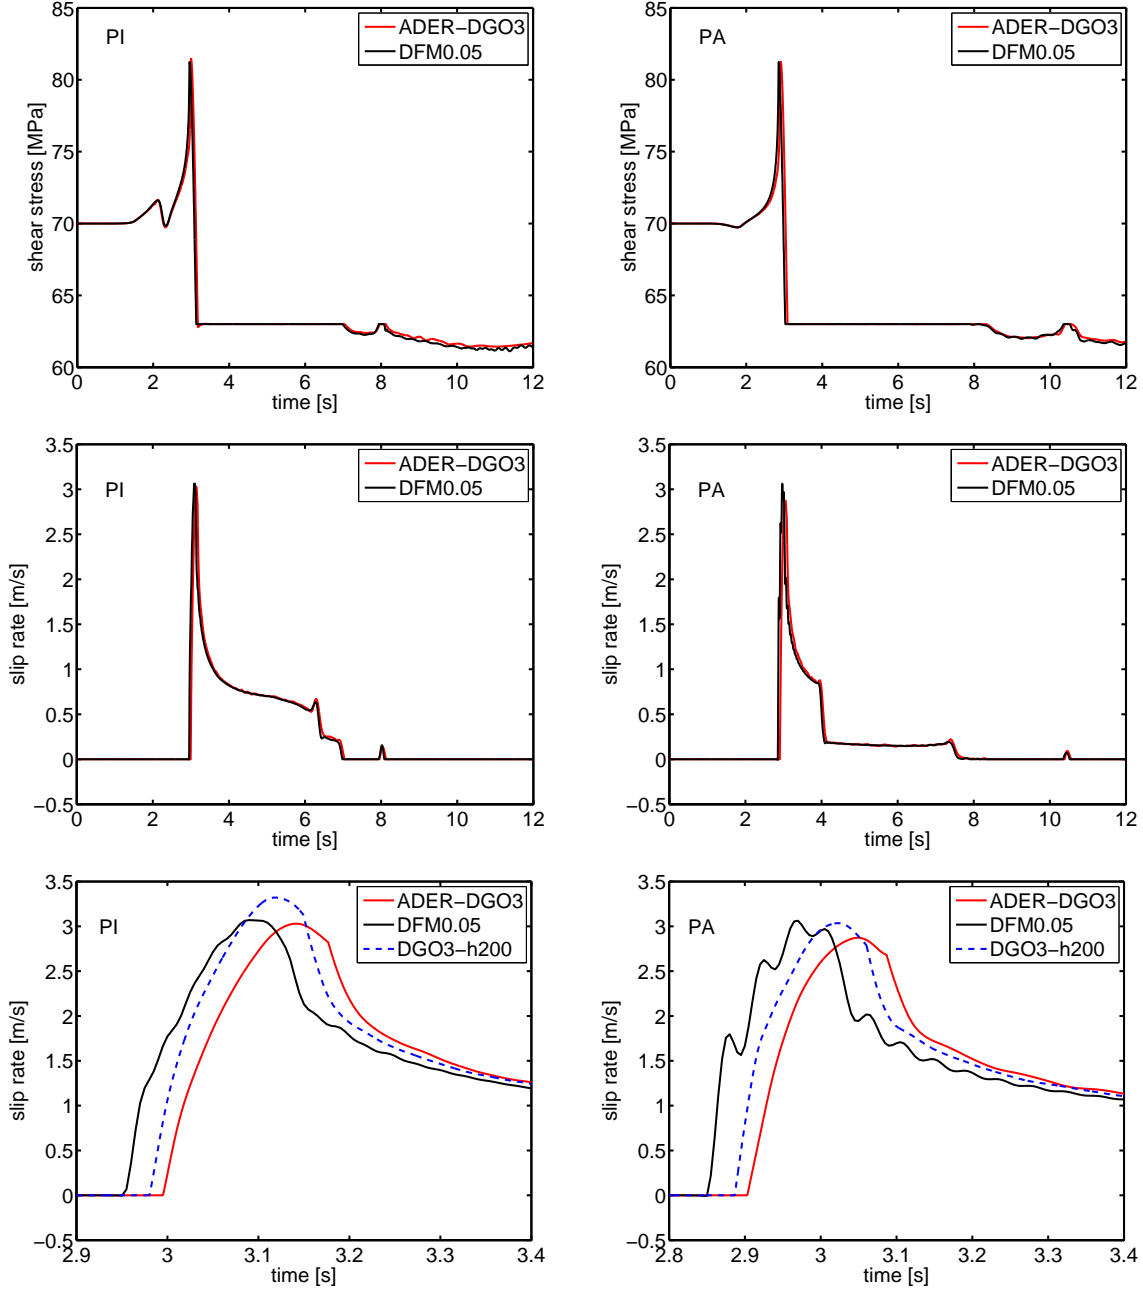 PI
ADER−DGO3
DFM0.05
shear stress [MPa]
85
80
75
70
65
60
0 2 4 6 8 10 12
time [s]
PA
ADER−DGO3
DFM0.05
shear stress [MPa]
85
80
75
70
65
60
0 2 4 6 8 10 12
time [s]
PI
ADER−DGO3
DFM0.05
slip rate [m/s]
3.5
3
2.5
2
1.5
1
0.5
0
−0.5
0 2 4 6 8 10 12
time [s]
PA
ADER−DGO3
DFM0.05
slip rate [m/s]
3.5
3
2.5
2
1.5
1
0.5
0
−0.5
0 2 4 6 8 10 12
time [s]
PI
ADER−DGO3
DFM0.05
DGO3−h200
slip rate [m/s]
3.5
3
2.5
2
1.5
1
0.5
0
−0.5
2.9 3 3.1 3.2 3.3 3.4
time [s]
PA
ADER−DGO3
DFM0.05
DGO3−h200
slip rate [m/s]
3.5
3
2.5
2
1.5
1
0.5
0
−0.5
2.8 2.9 3 3.1 3.2 3.3 3.4
time [s]